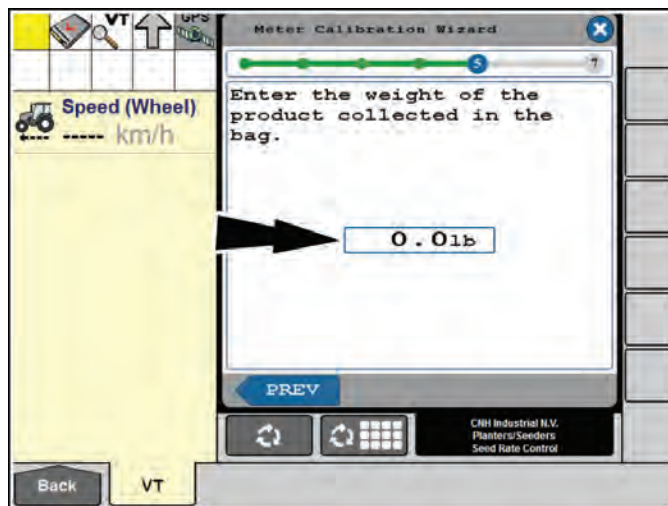 VT
GPS
Meter Calibration Wizard
5
7
Speed (Wheel)
----- km/h
Enter the weight of the
product collected in the
bag.
0.0lb
PREV
CNH Industrial N.V.
Planters/Seeders
Seed Rate Control
Back
VT